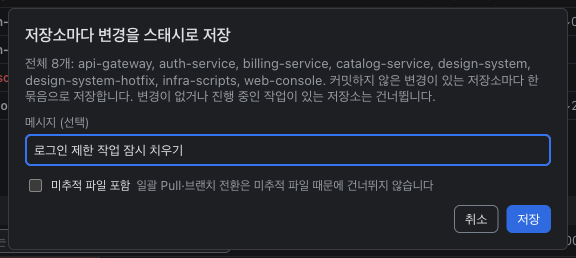 저장소마다 변경을 스태시로 저장
전체 8개: api-gateway, auth-service, billing-service, catalog-service, design-system,
design-system-hotfix, infra-scripts, web-console. 커밋하지 않은 변경이 있는 저장소마다 한
묶음으로 저장합니다. 변경이 없거나 진행 중인 작업이 있는 저장소는 건너뜁니다.
메시지 (선택)
로그인 제한 작업 잠시 치우기
미추적 파일 포함 일괄 Pull·브랜치 전환은 미추적 파일 때문에 건너뛰지 않습니다
취소 저장